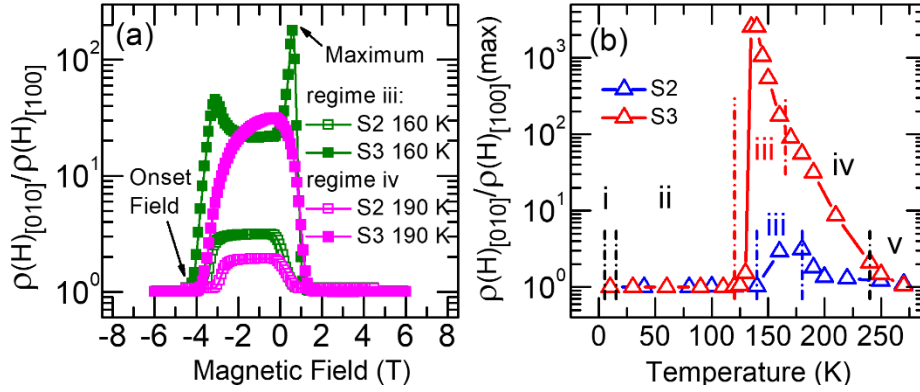 (a)
Maximum
regime iii:
S2 160 K
S3 160 K
regime iv
S2 190 K
S3 190 K
Onset
Field
10²
10¹
10⁰
-8 -6 -4 -2 0 2 4 6
Magnetic Field (T)
ρ(H)[010]/ρ(H)[100]
(b)
S2
S3
i
ii
iii
iii
iv
v
10³
10²
10¹
10⁰
0 50 100 150 200 250
Temperature (K)
ρ(H)[010]/ρ(H)[100](max)